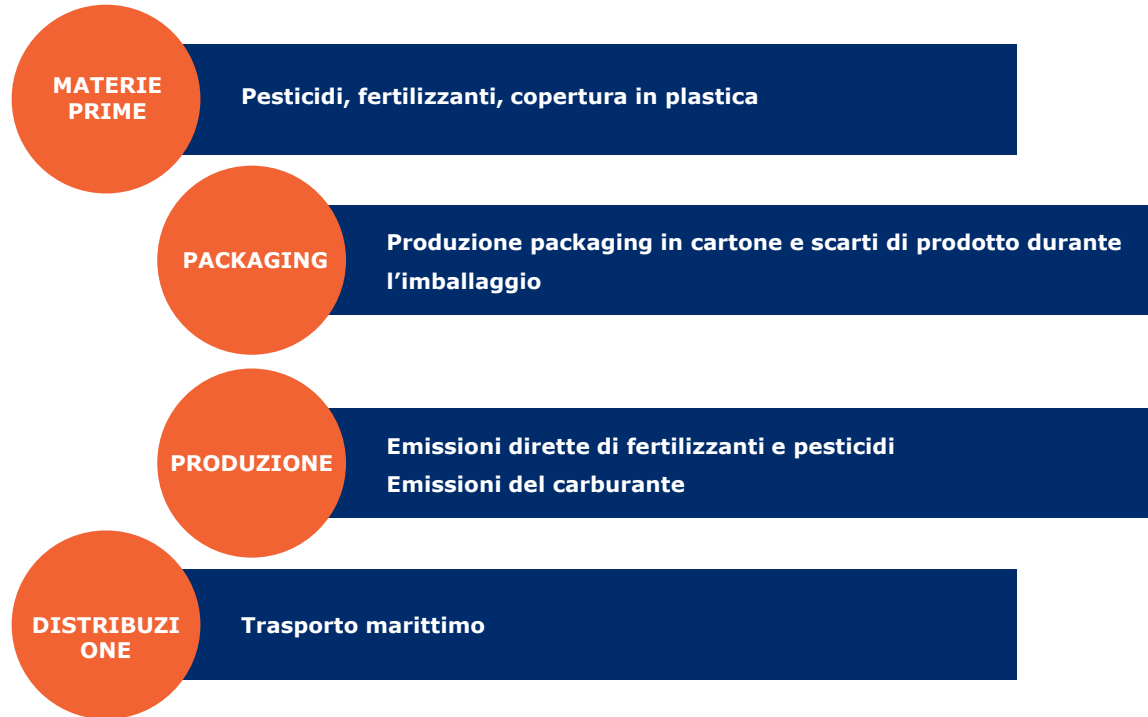 MATERIE
PRIME
Pesticidi, fertilizzanti, copertura in plastica
PACKAGING
Produzione packaging in cartone e scarti di prodotto durante
l’imballaggio
PRODUZIONE
Emissioni dirette di fertilizzanti e pesticidi
Emissioni del carburante
DISTRIBUZI
ONE
Trasporto marittimo